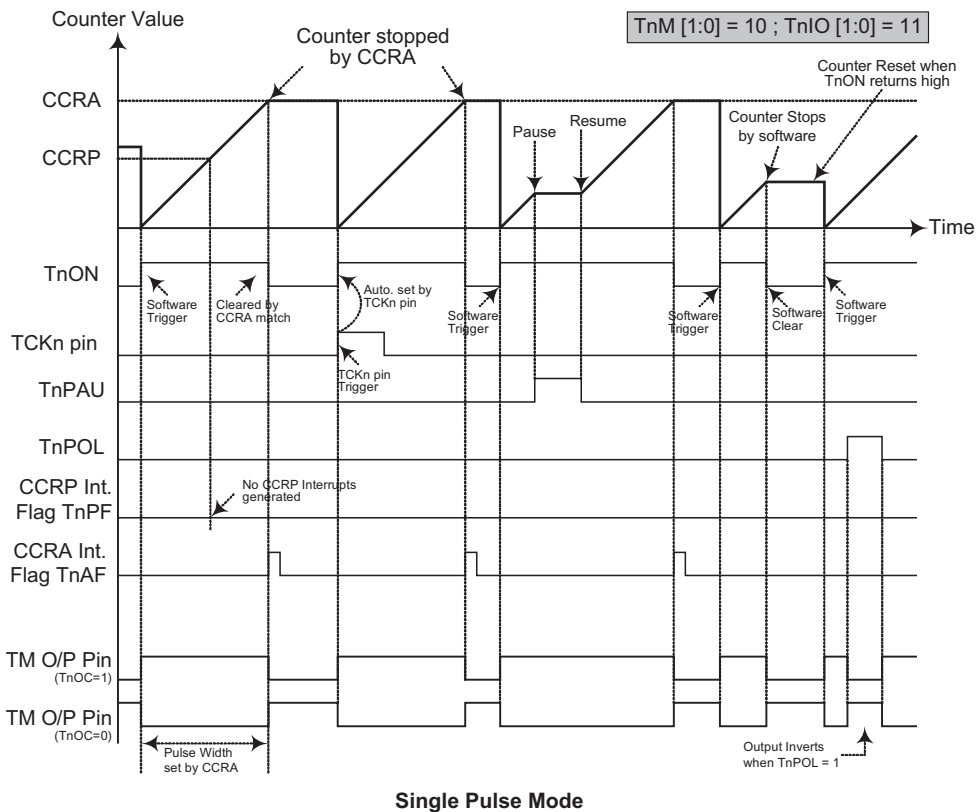 Counter Value
TnM [1:0] = 10 ; TnIO [1:0] = 11
Counter stopped
by CCRA
Counter Reset when
TnON returns high
CCRA
Counter Stops
by software
Pause
Resume
CCRP
Time
TnON
Software
Trigger
Cleared by
CCRA match
Auto. set by
TCKn pin
Software
Trigger
Software
Trigger
Software
Clear
Software
Trigger
TCKn pin
TCKn pin
Trigger
TnPAU
TnPOL
No CCRP Interrupts
generated
CCRP Int.
Flag TnPF
CCRA Int.
Flag TnAF
TM O/P Pin
(TnOC=1)
TM O/P Pin
(TnOC=0)
Pulse Width
set by CCRA
Output Inverts
when TnPOL = 1
Single Pulse Mode